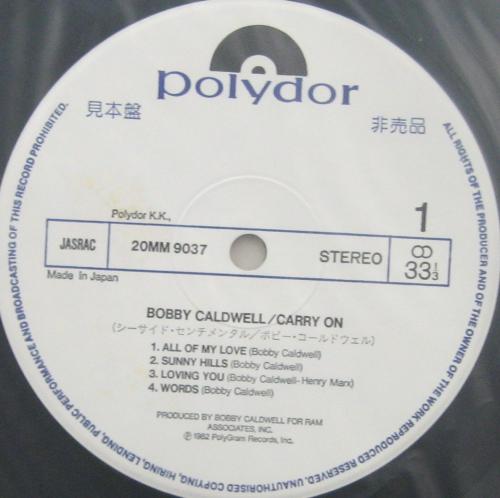 polydor
見本盤
非売品
Polydor K.K.,
1
JASRAC
20MM 9037
STEREO
33 1/3
Made in Japan
BOBBY CALDWELL/CARRY ON
(シーサイド・センチメンタル/ボビー・コールドウェル)
1. ALL OF MY LOVE (Bobby Caldwell)
2. SUNNY HILLS (Bobby Caldwell)
3. LOVING YOU (Bobby Caldwell-Henry Marx)
4. WORDS (Bobby Caldwell)
PRODUCED BY BOBBY CALDWELL FOR RAM
ASSOCIATES, INC.
Ⓟ 1982 PolyGram Records, Inc.
ALL RIGHTS OF THE PRODUCER AND OF THE OWNER OF THE WORK REPRODUCED RESERVED. UNAUTHORISED COPYING, HIRING, LENDING, PUBLIC PERFORMANCE AND BROADCASTING OF THIS RECORD PROHIBITED.